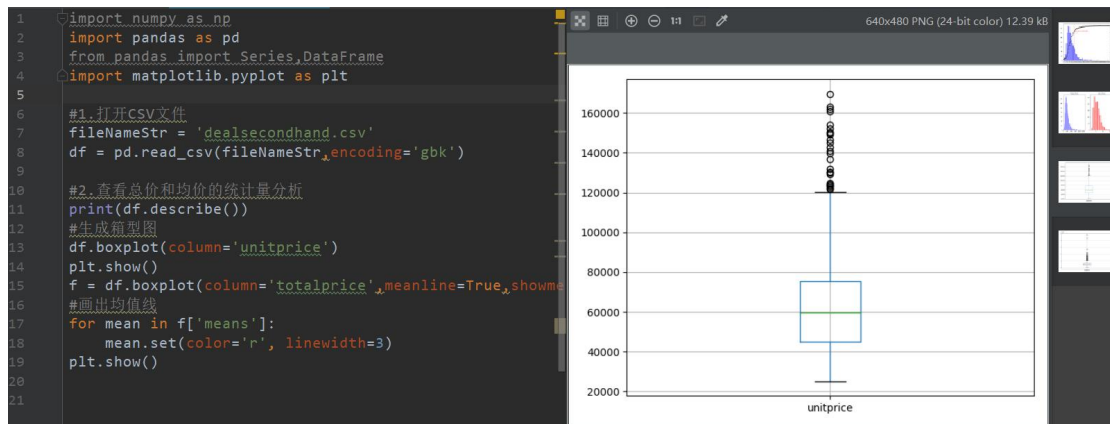 1 import numpy as np
2 import pandas as pd
3 from pandas import Series,DataFrame
4 import matplotlib.pyplot as plt
5
6 #1.打开CSV文件
7 fileNameStr = 'dealsecondhand.csv'
8 df = pd.read_csv(fileNameStr,encoding='gbk')
9
10 #2.查看总价和均价的统计量分析
11 print(df.describe())
12 #生成箱型图
13 df.boxplot(column='unitprice')
14 plt.show()
15 f = df.boxplot(column='totalprice',meanline=True,showme
16 #画出均值线
17 for mean in f['means']:
18 mean.set(color='r', linewidth=3)
19 plt.show()
20
21
1:1
640x480 PNG (24-bit color) 12.39 kB
160000
140000
120000
100000
80000
60000
40000
20000
unitprice